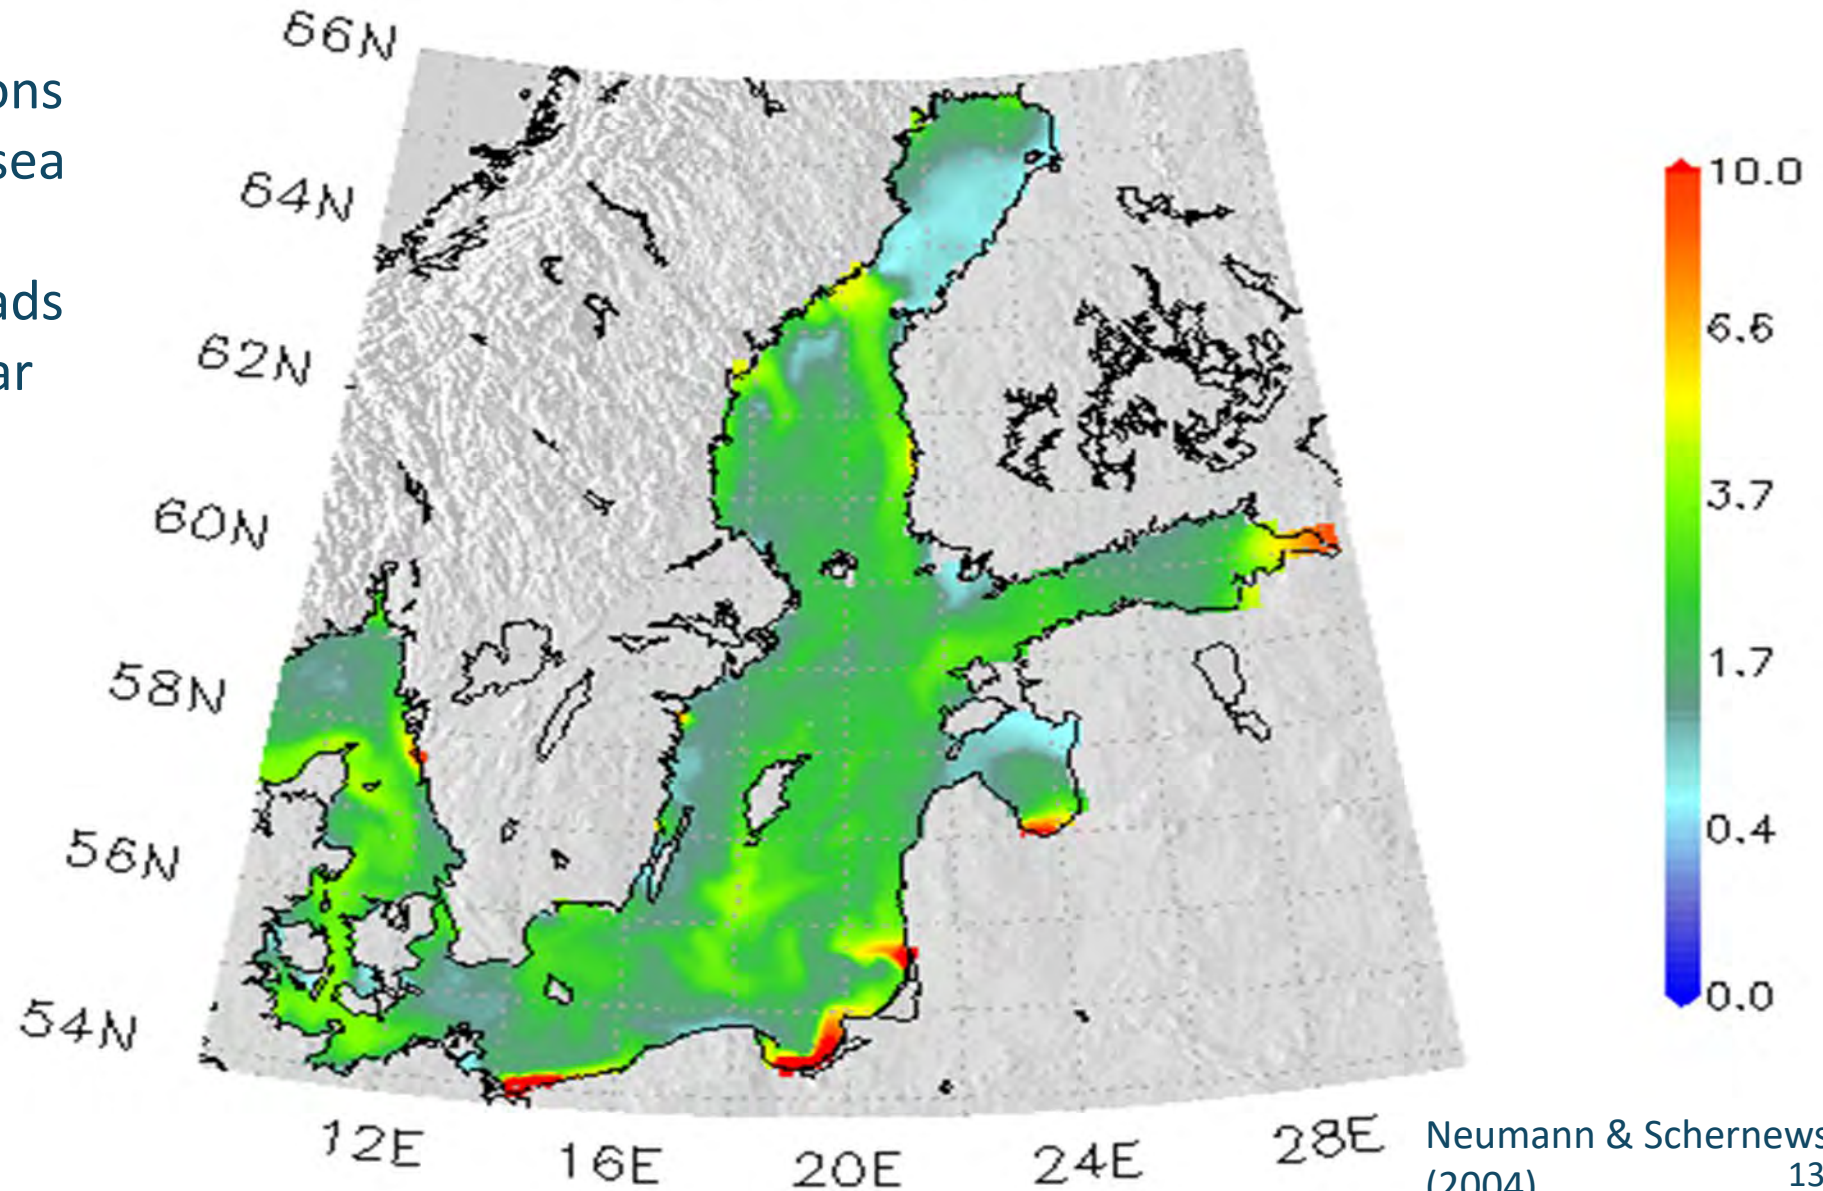 ons
sea
ads
ar
66N
64N
62N
60N
58N
56N
54N
12E
16E
20E
24E
28E
10.0
6.6
3.7
1.7
0.4
0.0
Neumann & Schernews
(2004)
13